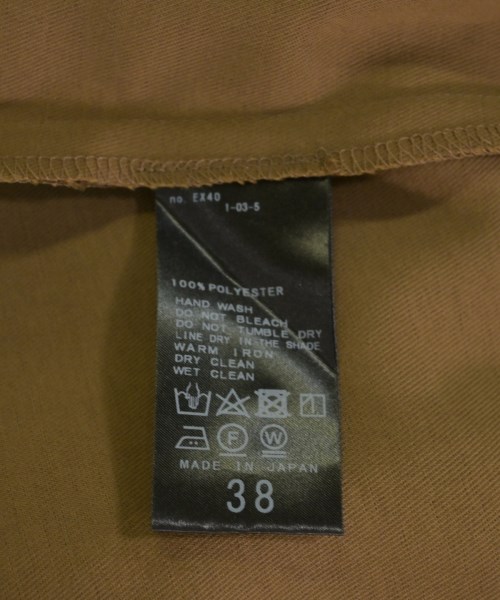 no. EX40
1-03-5
100% POLYESTER
HAND WASH
DO NOT BLEACH
DO NOT TUMBLE DRY
LINE DRY IN THE SHADE
WARM IRON
DRY CLEAN
WET CLEAN
F W
MADE IN JAPAN
38